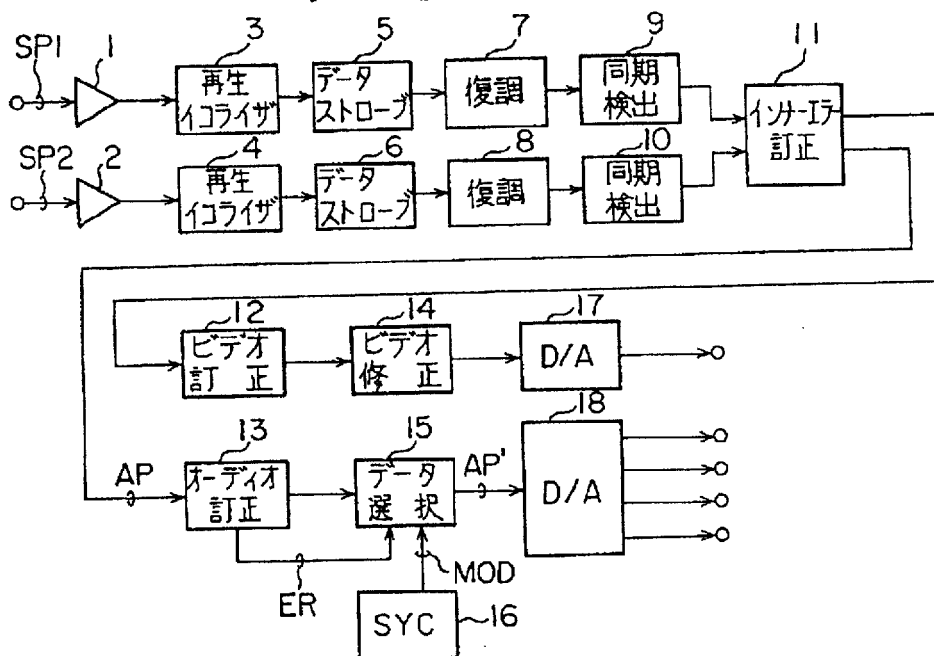 SP1
1
3
再生
イコライザ
5
データ
ストローブ
7
復調
9
同期
検出
11
インナーエラー
訂正
SP2
2
4
再生
イコライザ
6
データ
ストローブ
8
復調
10
同期
検出
12
ビデオ
訂正
14
ビデオ
修正
17
D/A
AP
13
オーディオ
訂正
15
データ
選択
AP'
18
D/A
ER
MOD
SYC
16